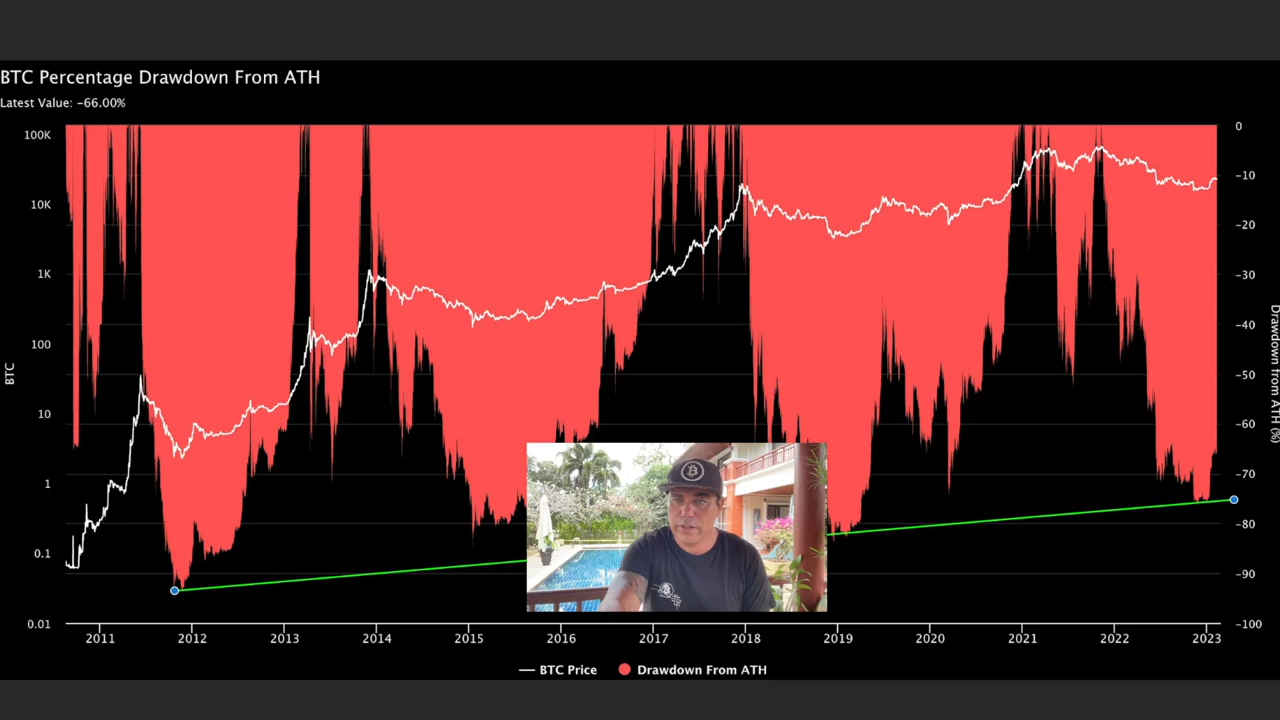 BTC Percentage Drawdown From ATH
Latest Value: -66.00%
100K
10K
1K
100
10
1
0.1
0.01
BTC
0
-10
-20
-30
-40
-50
-60
-70
-80
-90
-100
Drawdown from ATH (%)
2011 2012 2013 2014 2015 2016 2017 2018 2019 2020 2021 2022 2023
BTC Price Drawdown From ATH